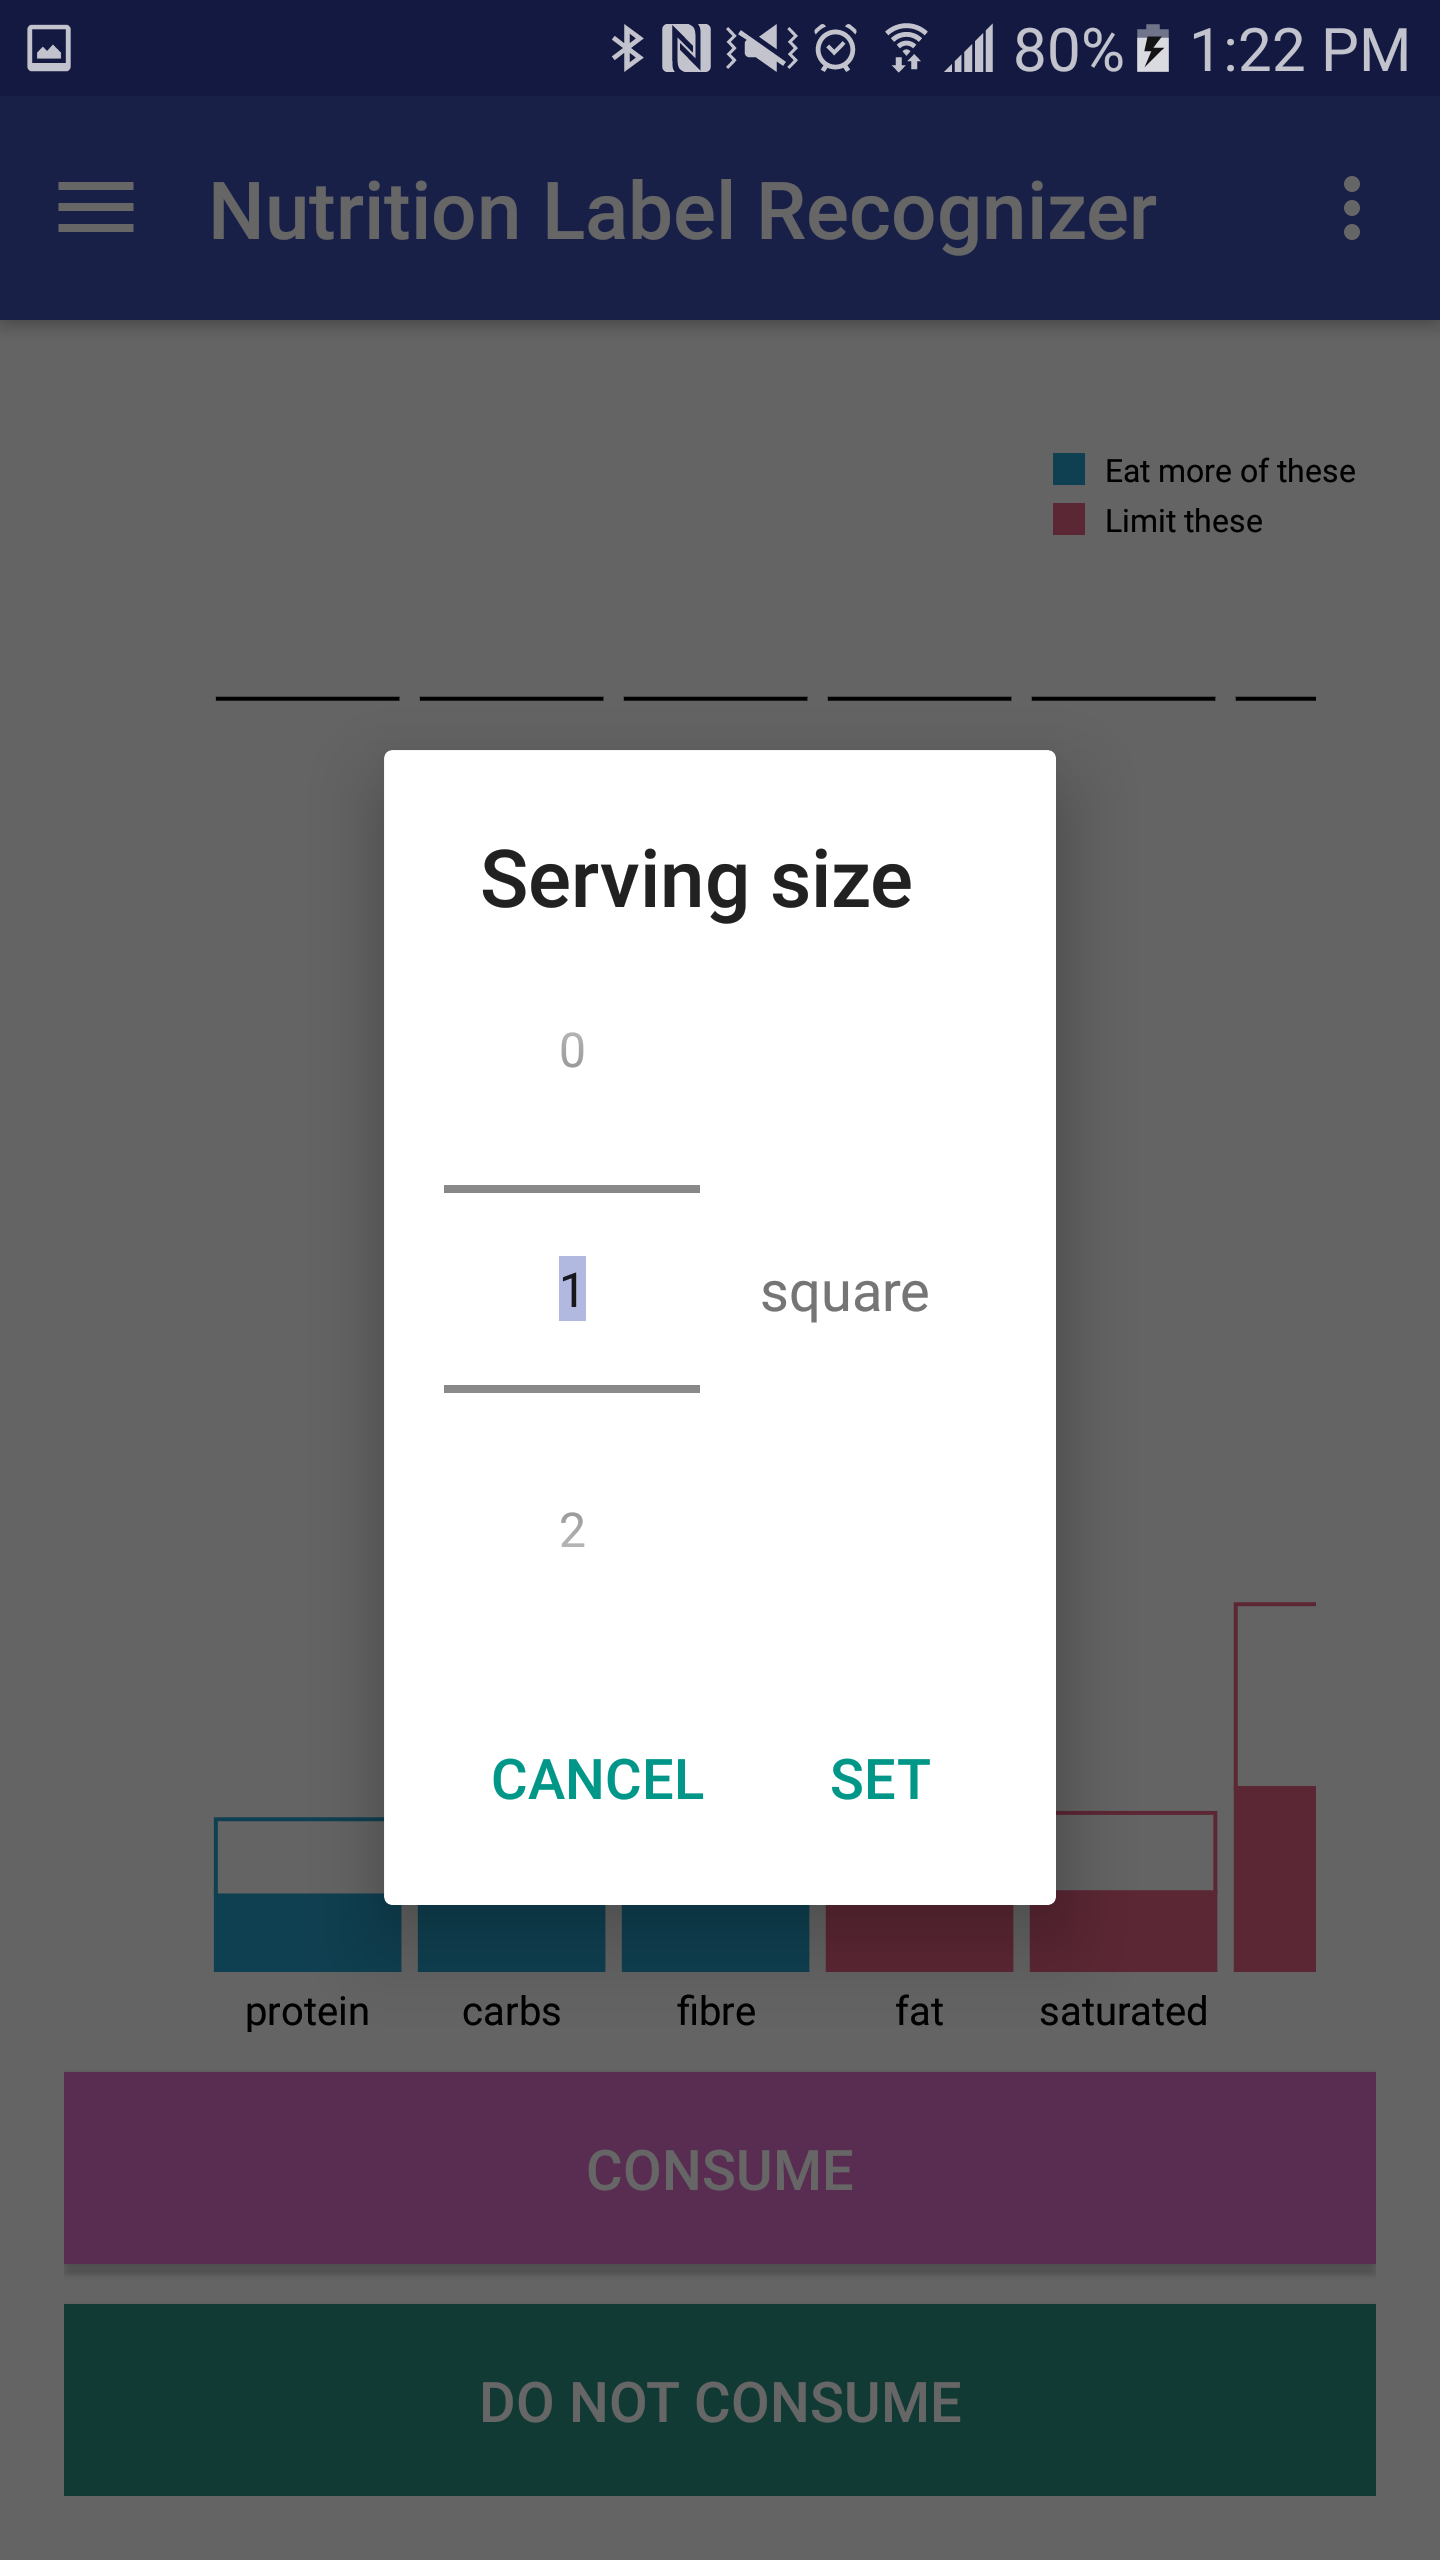 80% 1:22 PM
Nutrition Label Recognizer
Eat more of these
Limit these
Serving size
0
1 square
2
CANCEL SET
protein carbs fibre fat saturated
CONSUME
DO NOT CONSUME